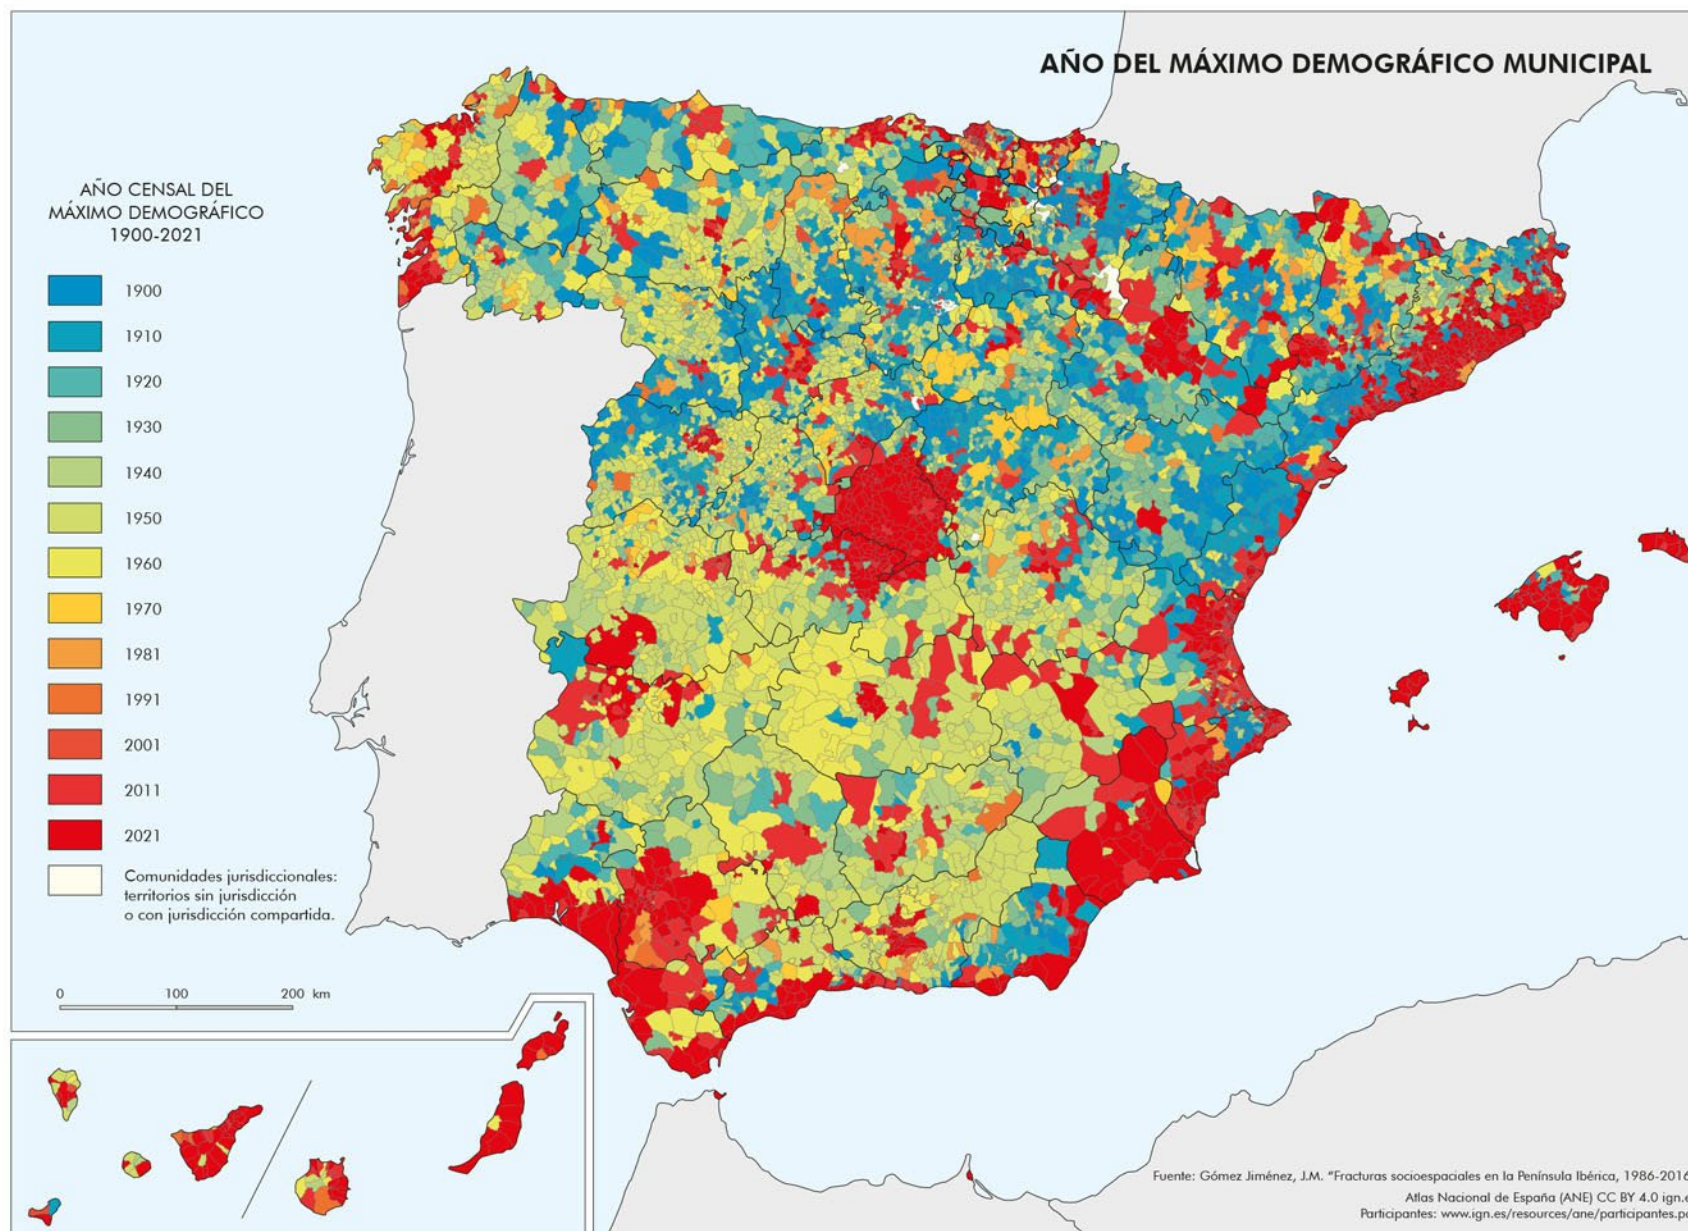 AÑO DEL MÁXIMO DEMOGRÁFICO MUNICIPAL
AÑO CENSAL DEL
MÁXIMO DEMOGRÁFICO
1900-2021
1900
1910
1920
1930
1940
1950
1960
1970
1981
1991
2001
2011
2021
Comunidades jurisdiccionales:
territorios sin jurisdicción
o con jurisdicción compartida.
0 100 200 km
Fuente: Gómez Jiménez, J.M. "Fracturas socioespaciales en la Península Ibérica, 1986-2016
Atlas Nacional de España (ANE) CC BY 4.0 ign.e
Participantes: www.ign.es/resources/ane/participantes.pd